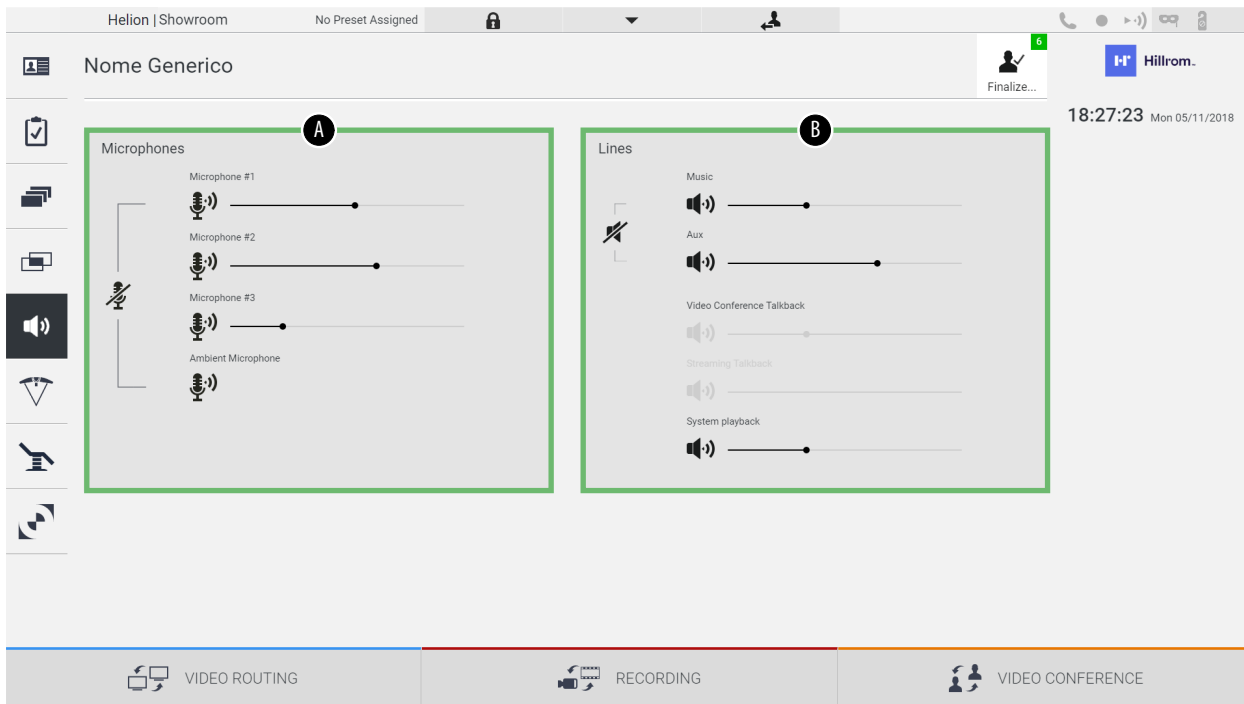 Helion | Showroom
No Preset Assigned
Nome Generico
6
Finalize...
Hillrom™
18:27:23 Mon 05/11/2018
A
B
Microphones
Microphone #1
Microphone #2
Microphone #3
Ambient Microphone
Lines
Music
Aux
Video Conference Talkback
Streaming Talkback
System playback
VIDEO ROUTING
RECORDING
VIDEO CONFERENCE